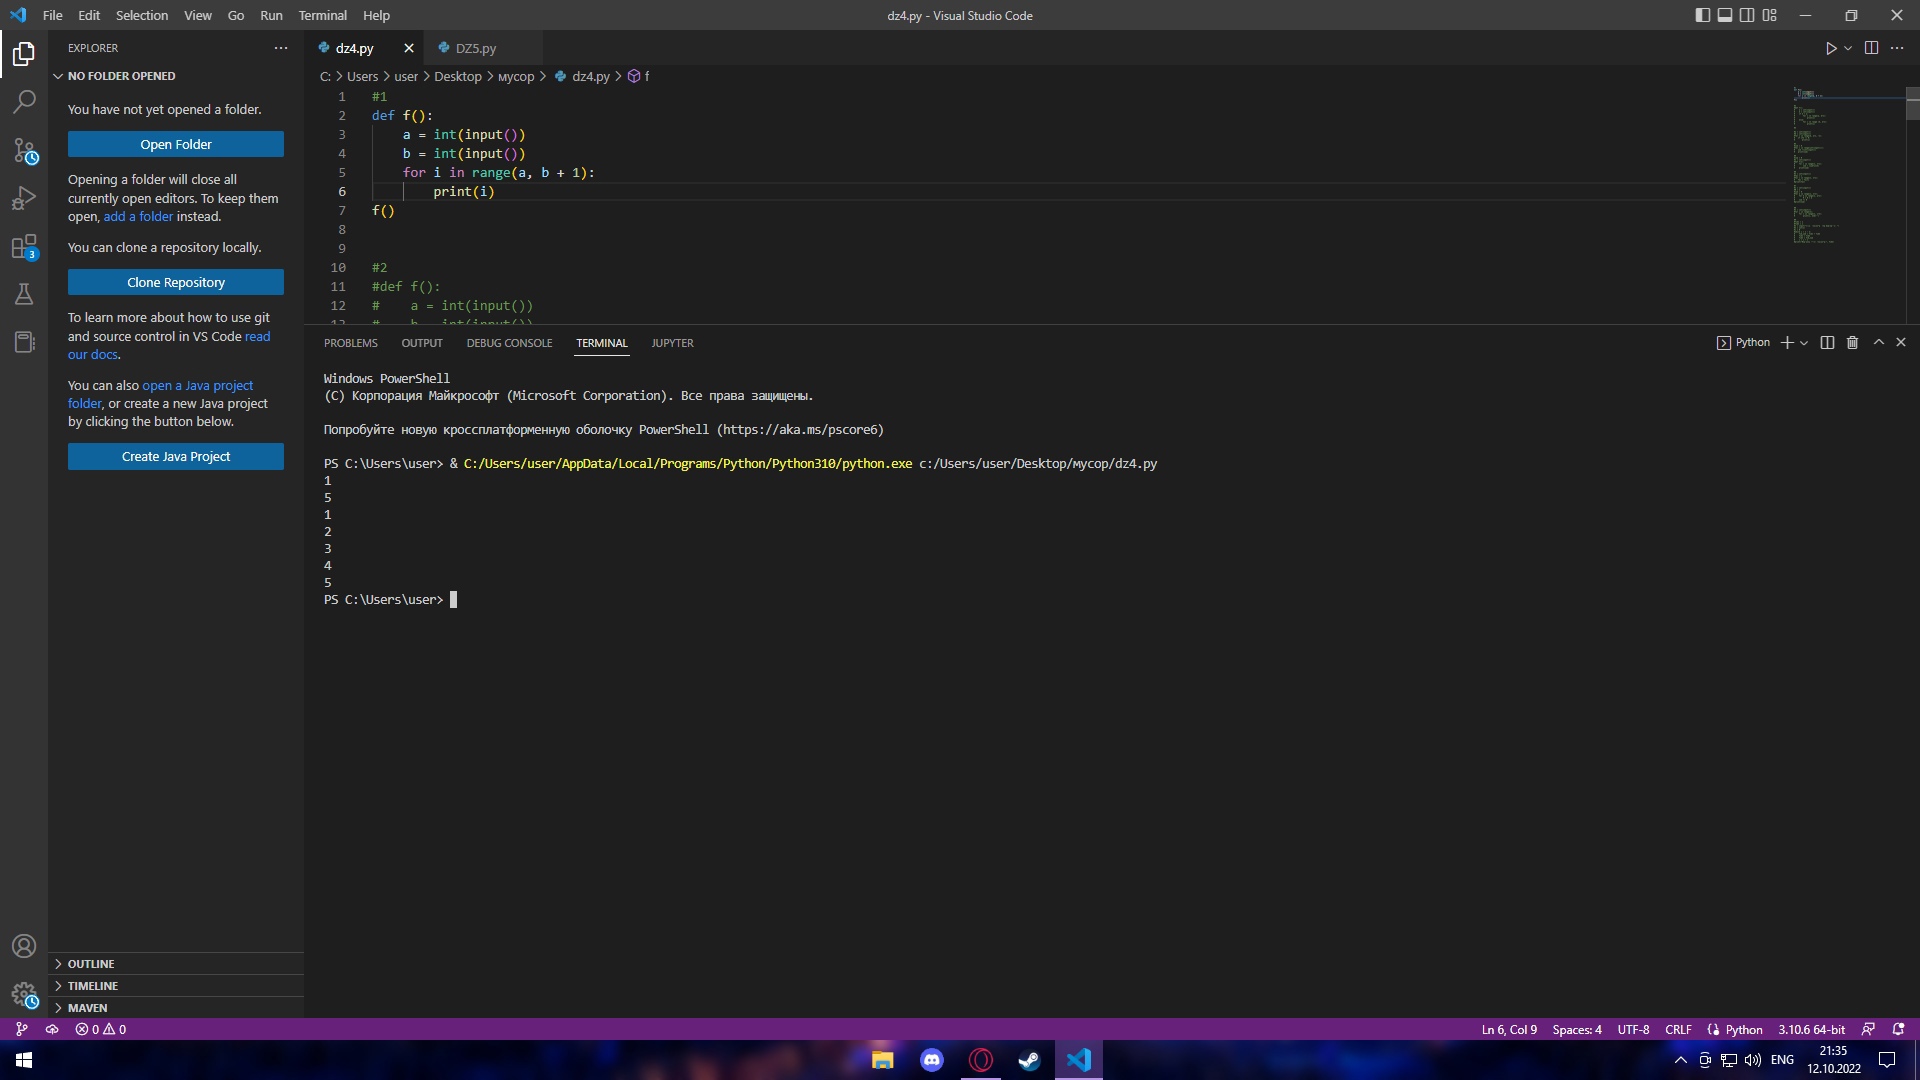 File Edit Selection View Go Run Terminal Help
dz4.py - Visual Studio Code
EXPLORER
NO FOLDER OPENED
You have not yet opened a folder.
Open Folder
Opening a folder will close all
currently open editors. To keep them
open, add a folder instead.
You can clone a repository locally.
Clone Repository
To learn more about how to use git
and source control in VS Code read
our docs.
You can also open a Java project
folder, or create a new Java project
by clicking the button below.
Create Java Project
OUTLINE
TIMELINE
MAVEN
3
dz4.py DZ5.py
C: > Users > user > Desktop > мусор > dz4.py > f
1 #1
2 def f():
3     a = int(input())
4     b = int(input())
5     for i in range(a, b + 1):
6         print(i)
7 f()
8
9
10 #2
11 #def f():
12 #    a = int(input())
13 #    b = int(input())
PROBLEMS OUTPUT DEBUG CONSOLE TERMINAL JUPYTER
Python
Windows PowerShell
(C) Корпорация Майкрософт (Microsoft Corporation). Все права защищены.
Попробуйте новую кроссплатформенную оболочку PowerShell (https://aka.ms/pscore6)
PS C:\Users\user> & C:/Users/user/AppData/Local/Programs/Python/Python310/python.exe c:/Users/user/Desktop/мусор/dz4.py
1
5
1
2
3
4
5
PS C:\Users\user>
0 0
Ln 6, Col 9 Spaces: 4 UTF-8 CRLF Python 3.10.6 64-bit
ENG
21:35
12.10.2022